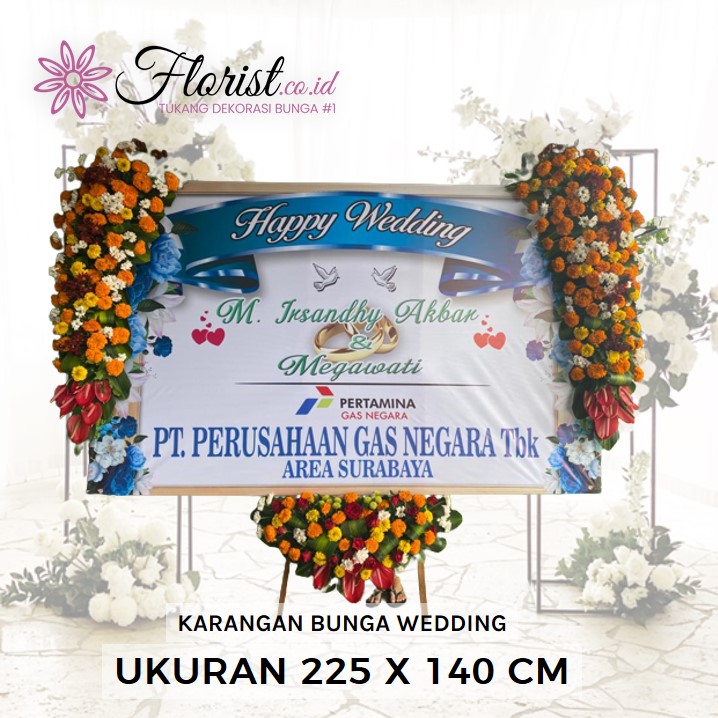 Florist.co.id
TUKANG DEKORASI BUNGA #1
Happy Wedding
M. Irsandhy Akbar
&
Megawati
PERTAMINA
GAS NEGARA
PT. PERUSAHAAN GAS NEGARA Tbk
AREA SURABAYA
KARANGAN BUNGA WEDDING
UKURAN 225 X 140 CM